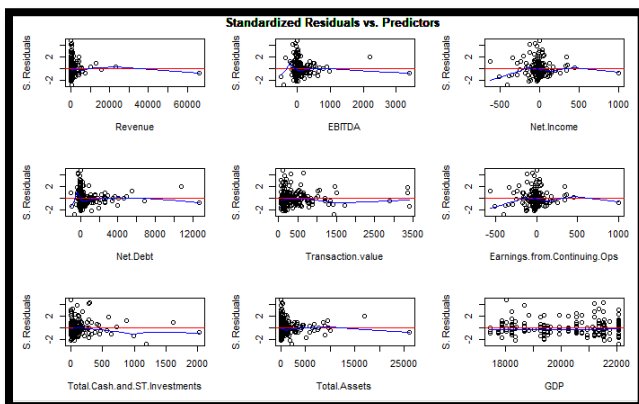 Standardized Residuals vs. Predictors
S. Residuals
-2 2
0 20000 40000 60000
Revenue
S. Residuals
-2 2
0 1000 2000 3000
EBITDA
S. Residuals
-2 2
-500 0 500 1000
Net.Income
S. Residuals
-2 2
0 4000 8000 12000
Net.Debt
S. Residuals
-2 2
0 500 1500 2500 3500
Transaction.value
S. Residuals
-2 2
-500 0 500 1000
Earnings.from.Continuing.Ops
S. Residuals
-2 2
0 500 1000 1500 2000
Total.Cash.and.ST.Investments
S. Residuals
-2 2
0 5000 15000 25000
Total.Assets
S. Residuals
-2 2
18000 20000 22000
GDP